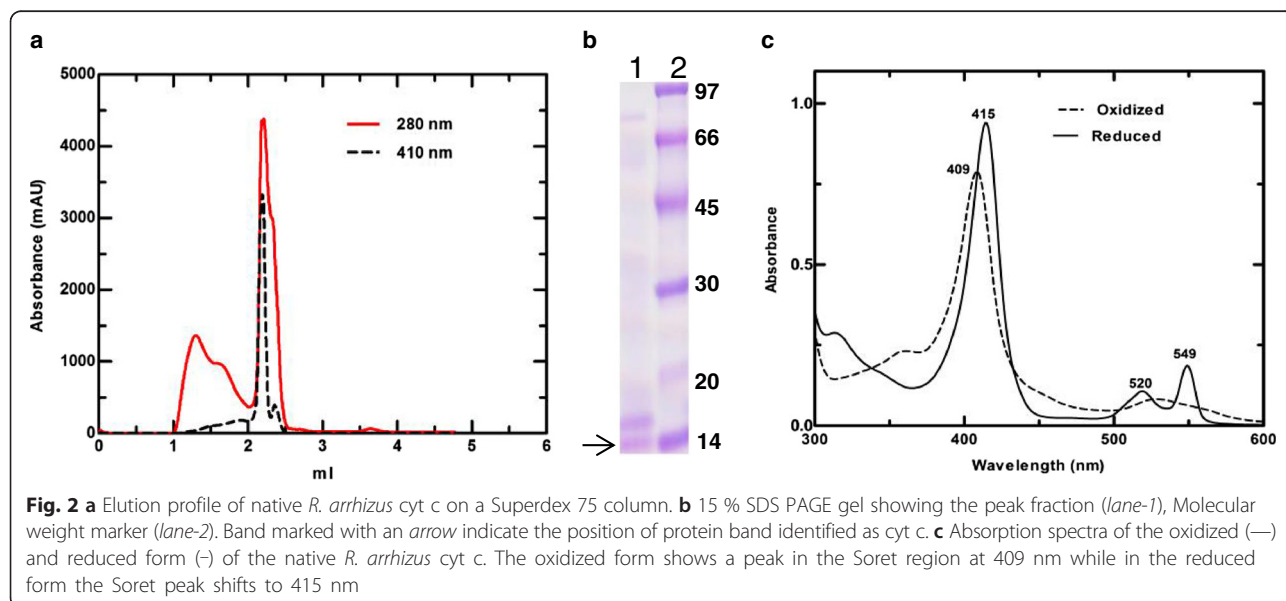 a
5000
4000
3000
2000
1000
0
Absorbance (mAU)
280 nm
410 nm
0 1 2 3 4 5 6
ml
b
1 2
97
66
45
30
20
14
c
1.0
0.5
0.0
Absorbance
Oxidized
Reduced
415
409
520
549
300 400 500 600
Wavelength (nm)
Fig. 2 a Elution profile of native R. arrhizus cyt c on a Superdex 75 column. b 15 % SDS PAGE gel showing the peak fraction (lane-1), Molecular
weight marker (lane-2). Band marked with an arrow indicate the position of protein band identified as cyt c. c Absorption spectra of the oxidized (—)
and reduced form (–) of the native R. arrhizus cyt c. The oxidized form shows a peak in the Soret region at 409 nm while in the reduced
form the Soret peak shifts to 415 nm